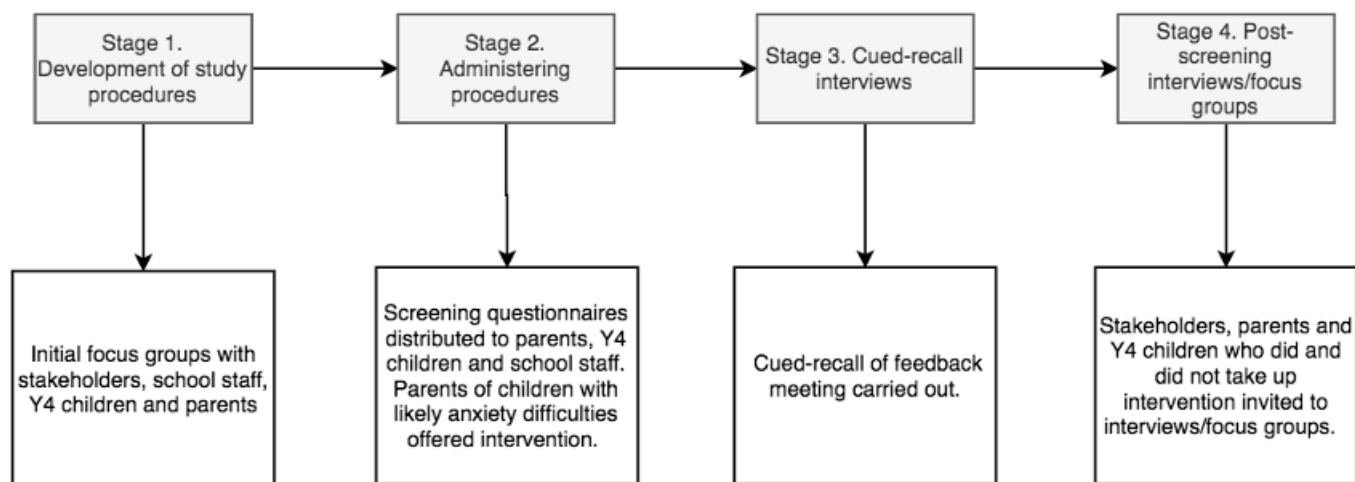 Stage 1.
Development of study
procedures
Stage 2.
Administering
procedures
Stage 3. Cued-recall
interviews
Stage 4. Post-
screening
interviews/focus
groups
Initial focus groups with
stakeholders, school staff,
Y4 children and parents
Screening questionnaires
distributed to parents, Y4
children and school staff.
Parents of children with
likely anxiety difficulties
offered intervention.
Cued-recall of feedback
meeting carried out.
Stakeholders, parents and
Y4 children who did and
did not take up
intervention invited to
interviews/focus groups.